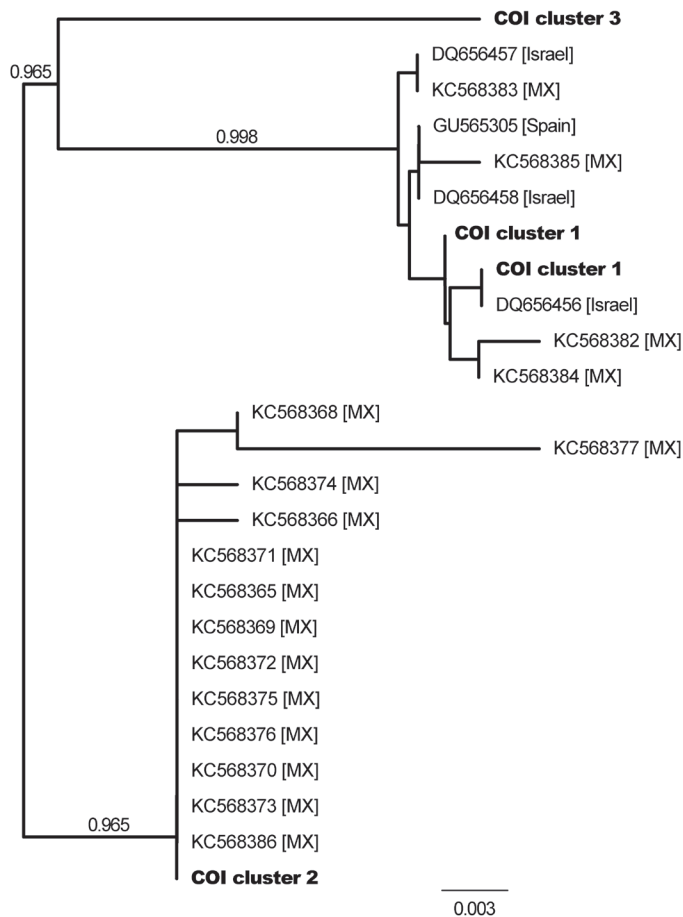 COI cluster 3
DQ656457 [Israel]
0.965
KC568383 [MX]
GU565305 [Spain]
0.998
KC568385 [MX]
DQ656458 [Israel]
COI cluster 1
COI cluster 1
DQ656456 [Israel]
KC568382 [MX]
KC568384 [MX]
KC568368 [MX]
KC568377 [MX]
KC568374 [MX]
KC568366 [MX]
KC568371 [MX]
KC568365 [MX]
KC568369 [MX]
KC568372 [MX]
KC568375 [MX]
KC568376 [MX]
KC568370 [MX]
KC568373 [MX]
0.965
KC568386 [MX]
COI cluster 2
0.003